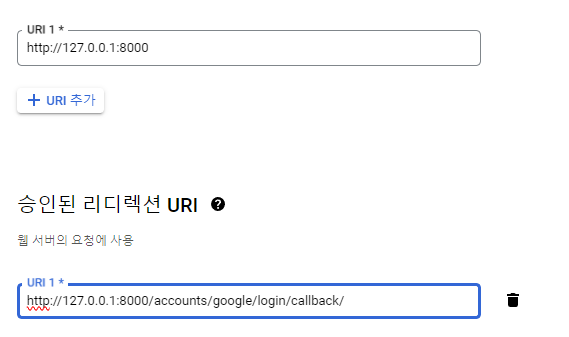 URI 1 *
http://127.0.0.1:8000
+ URI 추가
승인된 리디렉션 URI ?
웹 서버의 요청에 사용
URI 1 *
http://127.0.0.1:8000/accounts/google/login/callback/